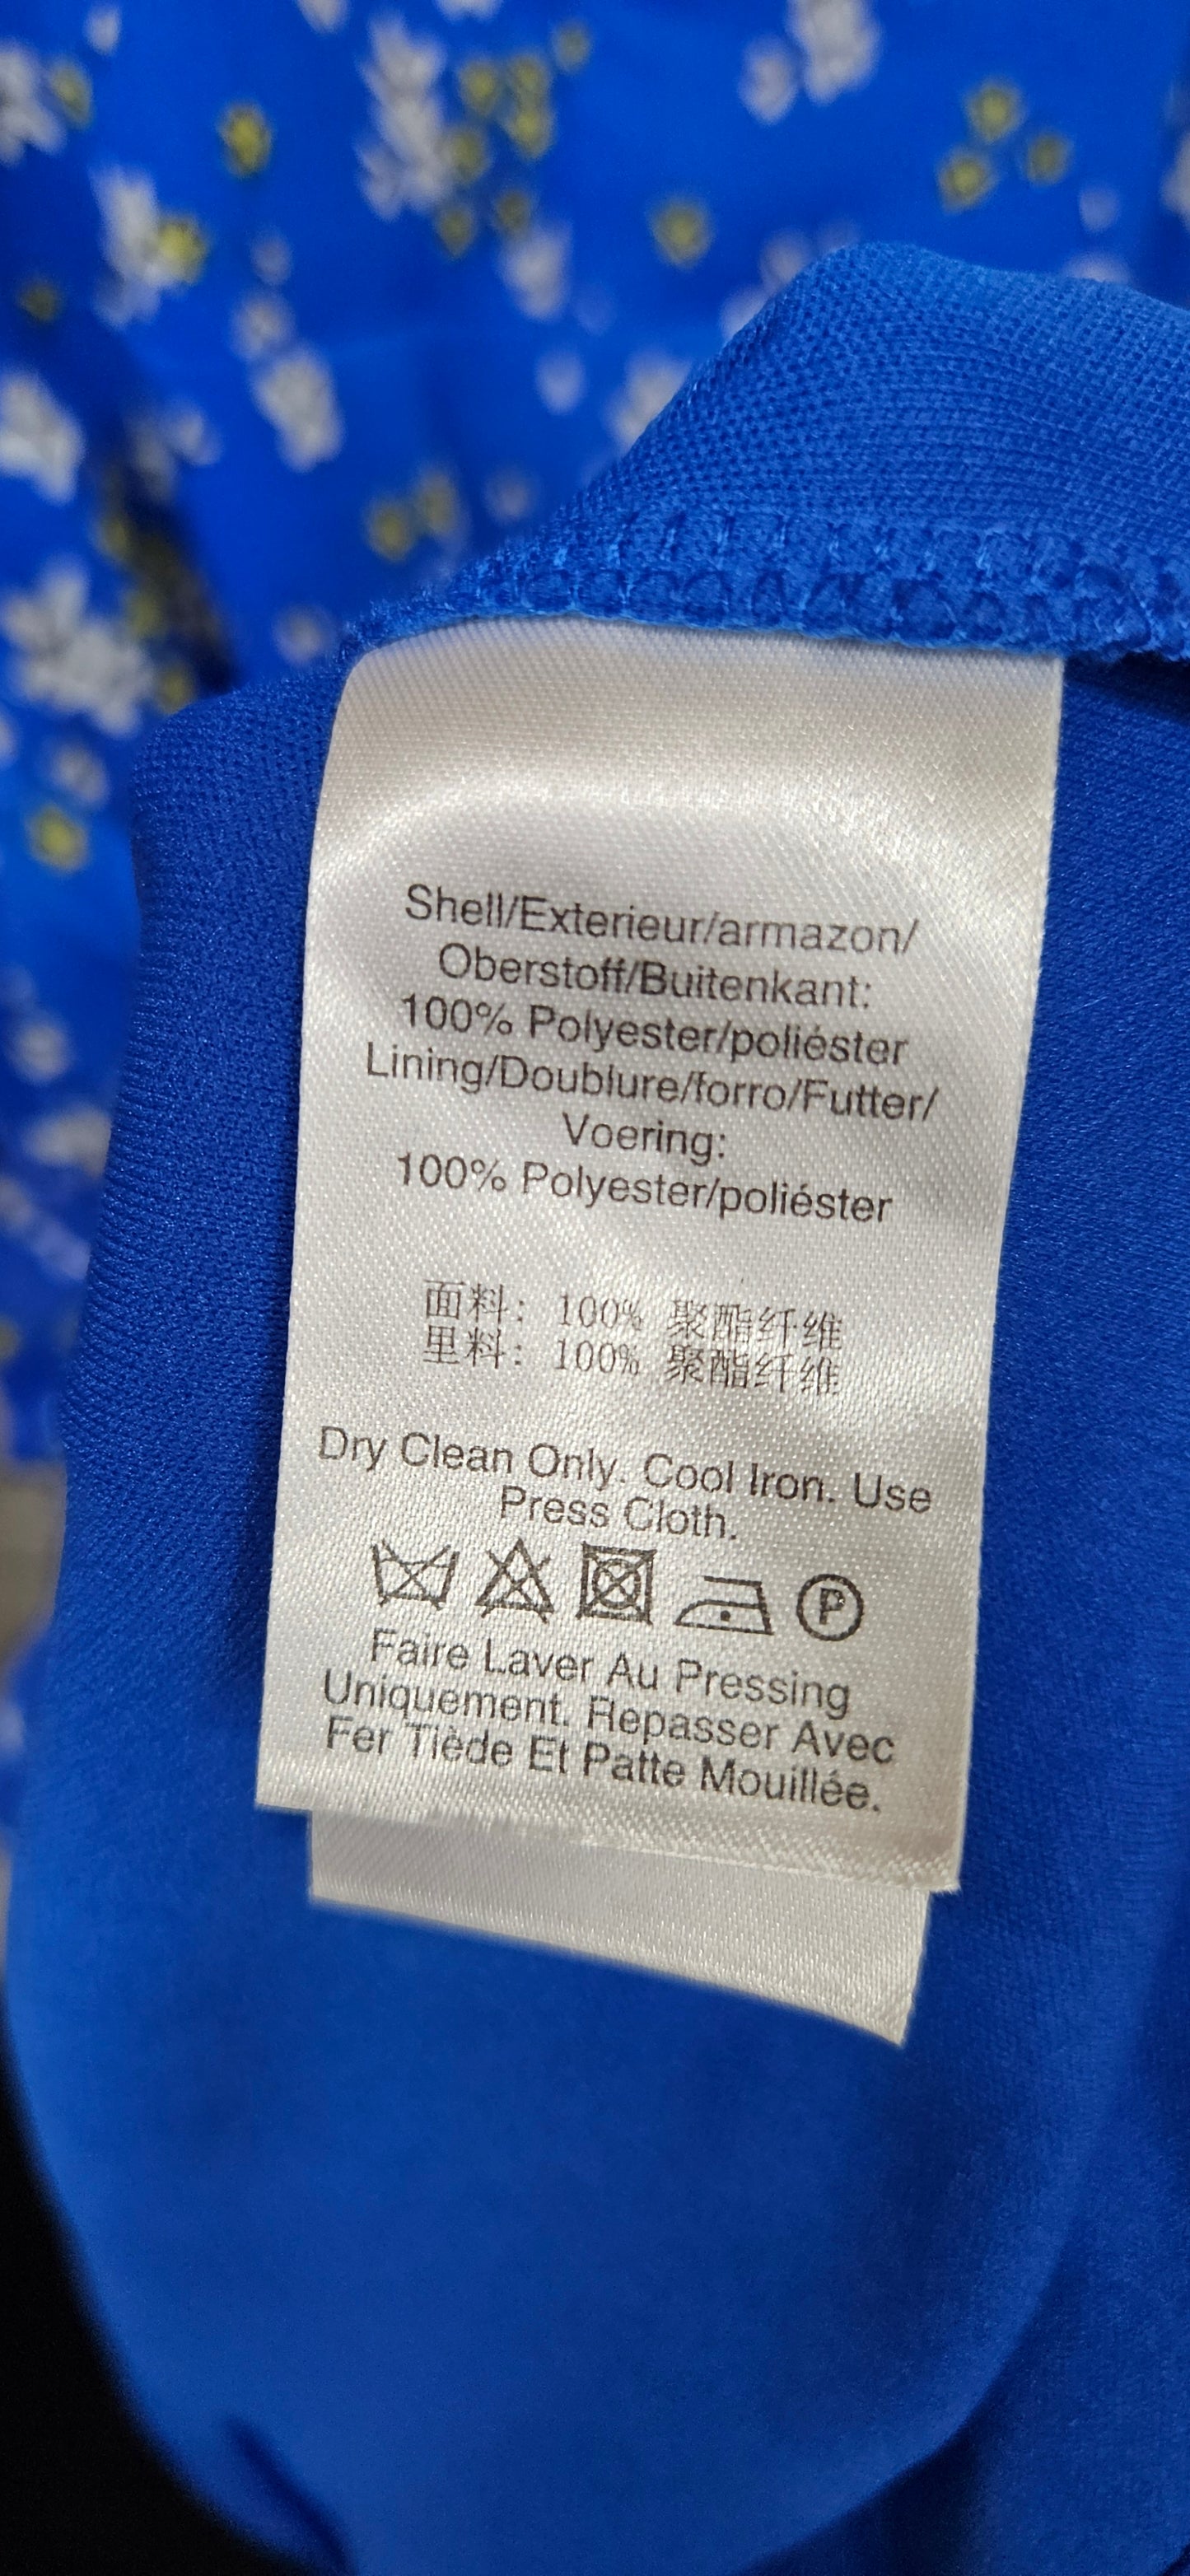 Shell/Exterieur/armazon/
Oberstoff/Buitenkant:
100% Polyester/poliéster
Lining/Doublure/forro/Futter/
Voering:
100% Polyester/poliéster
面料: 100% 聚酯纤维
里料: 100% 聚酯纤维
Dry Clean Only. Cool Iron. Use
Press Cloth.
P
Faire Laver Au Pressing
Uniquement. Repasser Avec
Fer Tiède Et Patte Mouillée.